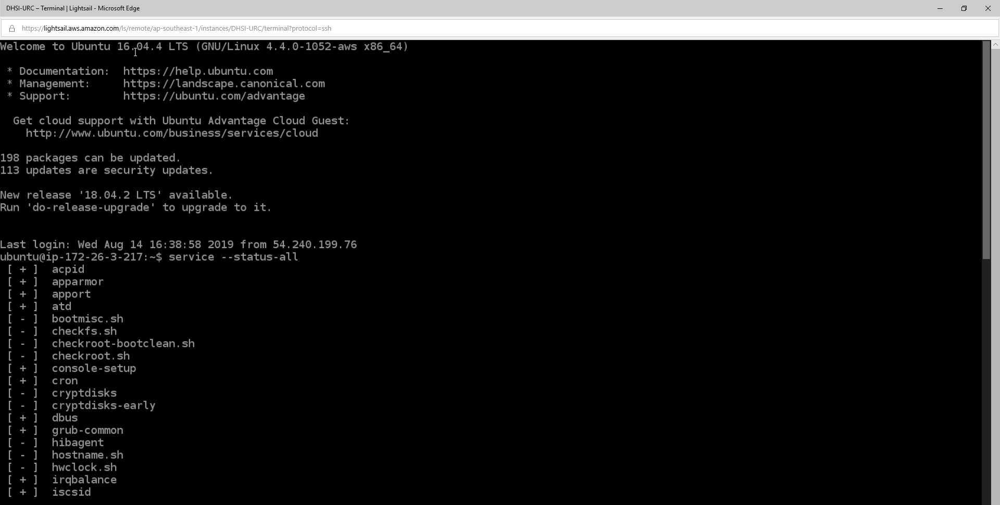 DHSI-URC – Terminal | Lightsail - Microsoft Edge
https://lightsail.aws.amazon.com/ls/remote/ap-southeast-1/instances/DHSI-URC/terminal?protocol=ssh
Welcome to Ubuntu 16.04.4 LTS (GNU/Linux 4.4.0-1052-aws x86_64)
* Documentation:  https://help.ubuntu.com
* Management:     https://landscape.canonical.com
* Support:        https://ubuntu.com/advantage
Get cloud support with Ubuntu Advantage Cloud Guest:
http://www.ubuntu.com/business/services/cloud
198 packages can be updated.
113 updates are security updates.
New release '18.04.2 LTS' available.
Run 'do-release-upgrade' to upgrade to it.
Last login: Wed Aug 14 16:38:58 2019 from 54.240.199.76
ubuntu@ip-172-26-3-217:~$ service --status-all
[ + ]  acpid
[ + ]  apparmor
[ + ]  apport
[ + ]  atd
[ - ]  bootmisc.sh
[ - ]  checkfs.sh
[ - ]  checkroot-bootclean.sh
[ - ]  checkroot.sh
[ + ]  console-setup
[ + ]  cron
[ - ]  cryptdisks
[ - ]  cryptdisks-early
[ + ]  dbus
[ + ]  grub-common
[ - ]  hibagent
[ - ]  hostname.sh
[ - ]  hwclock.sh
[ + ]  irqbalance
[ + ]  iscsid